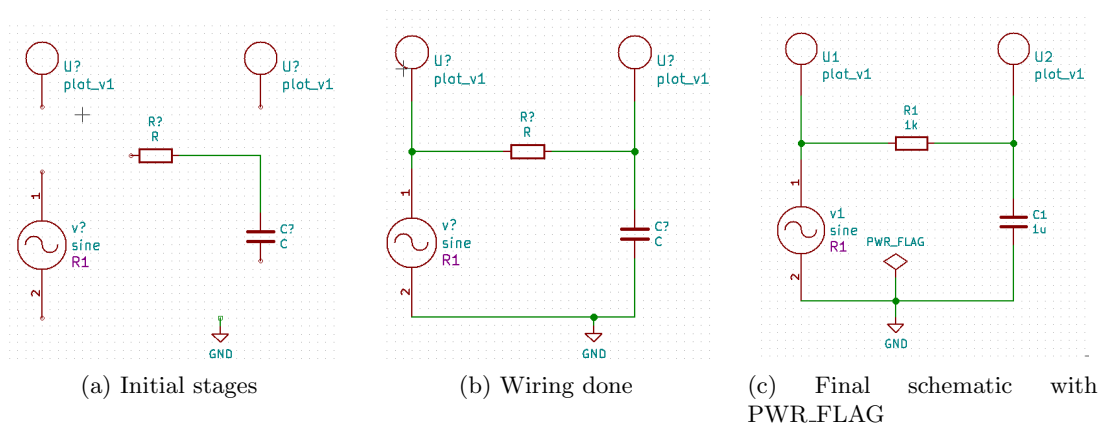 U?
plot_v1
U?
plot_v1
R?
R
1
v?
sine
R1
2
C?
C
GND
(a) Initial stages
U?
plot_v1
U?
plot_v1
R?
R
1
v?
sine
R1
2
C?
C
GND
(b) Wiring done
U1
plot_v1
U2
plot_v1
R1
1k
1
v1
sine
R1
2
PWR_FLAG
C1
1u
GND
(c) Final schematic with
PWR_FLAG